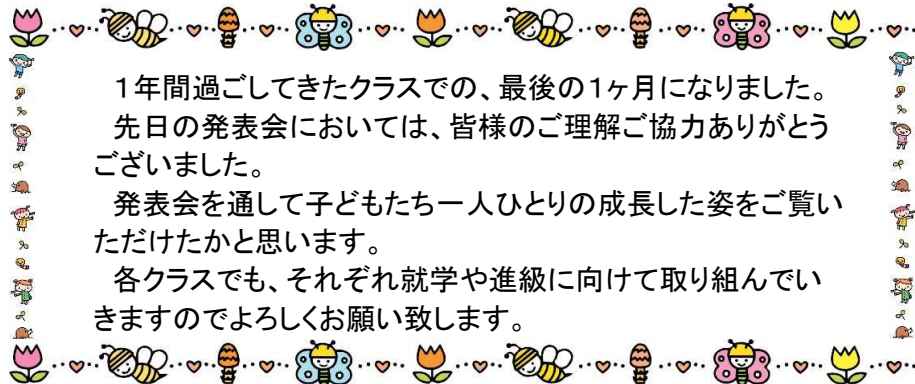 １年間過ごしてきたクラスでの、最後の１ヶ月になりました。
先日の発表会においては、皆様のご理解ご協力ありがとう
ございました。
発表会を通して子どもたち一人ひとりの成長した姿をご覧い
ただけたかと思います。
各クラスでも、それぞれ就学や進級に向けて取り組んでい
きますのでよろしくお願い致します。